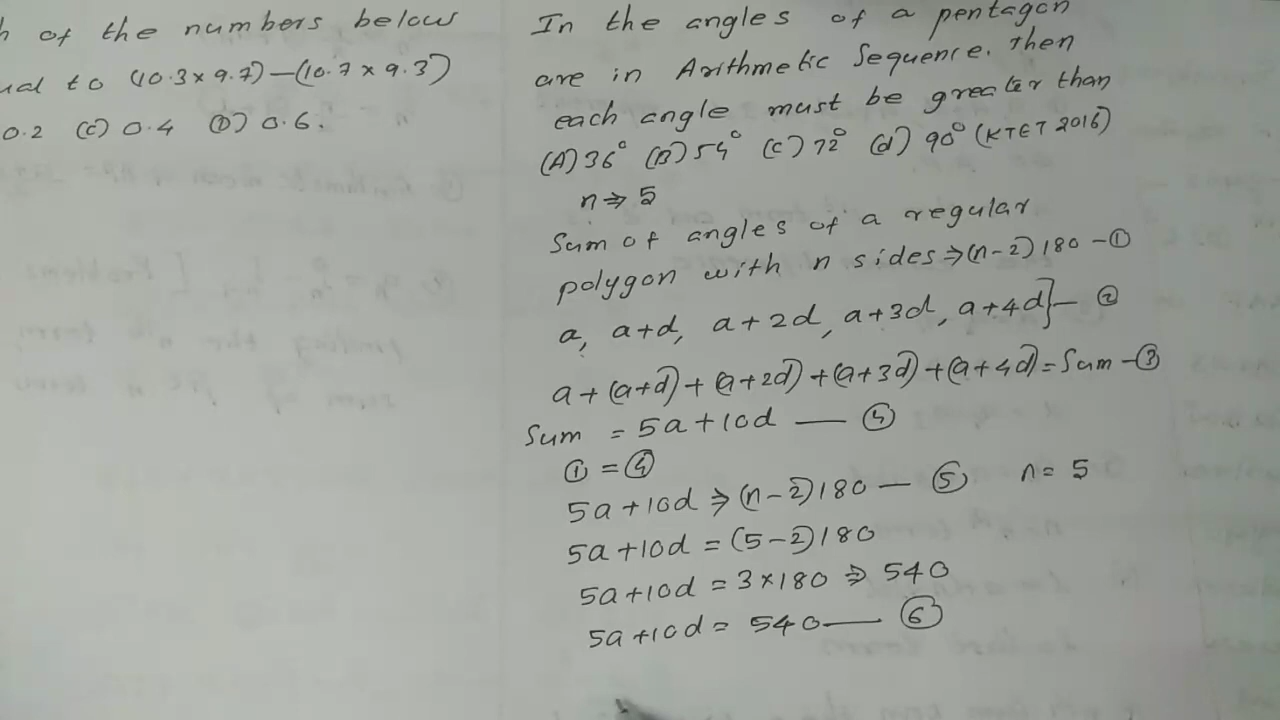 of the numbers below
to (10.3×9.7)–(10.7×9.3)
0.2 (C) 0.4 (D) 0.6.
In the angles of a pentagon
are in Arithmetic Sequence. Then
each angle must be greater than
(A) 36° (B) 54° (C) 72° (d) 90° (KTET 2016)
n⇒5
Sum of angles of a regular
polygon with n sides⇒(n-2)180 –①
a, a+d, a+2d, a+3d, a+4d}– ②
a+(a+d)+(a+2d)+(a+3d)+(a+4d)=Sum –③
Sum = 5a+10d — ④
① = ④
5a+10d ⇒(n-2)180 — ⑤ n=5
5a+10d = (5-2)180
5a+10d = 3×180 ⇒ 540
5a+10d = 540 — ⑥